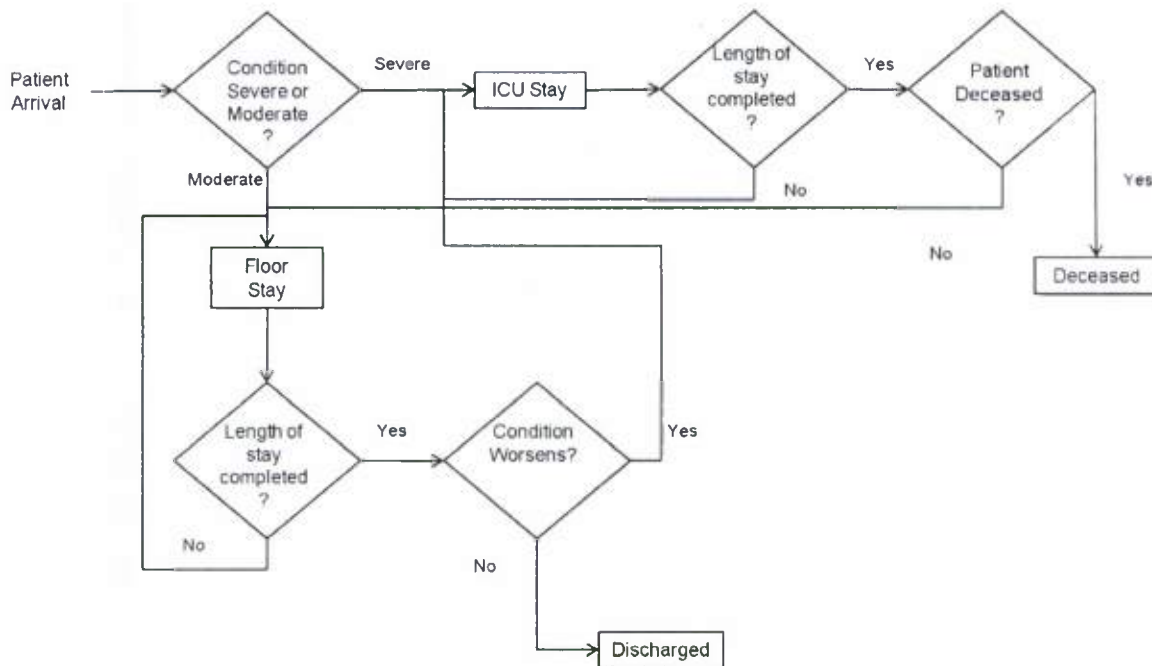 Patient
Arrival
Condition
Severe or
Moderate
?
Severe
ICU Stay
Length of
stay
completed
?
Yes
Patient
Deceased
?
Moderate
No
Yes
No
Floor
Stay
Deceased
Length of
stay
completed
?
Yes
Condition
Worsens?
Yes
No
No
Discharged